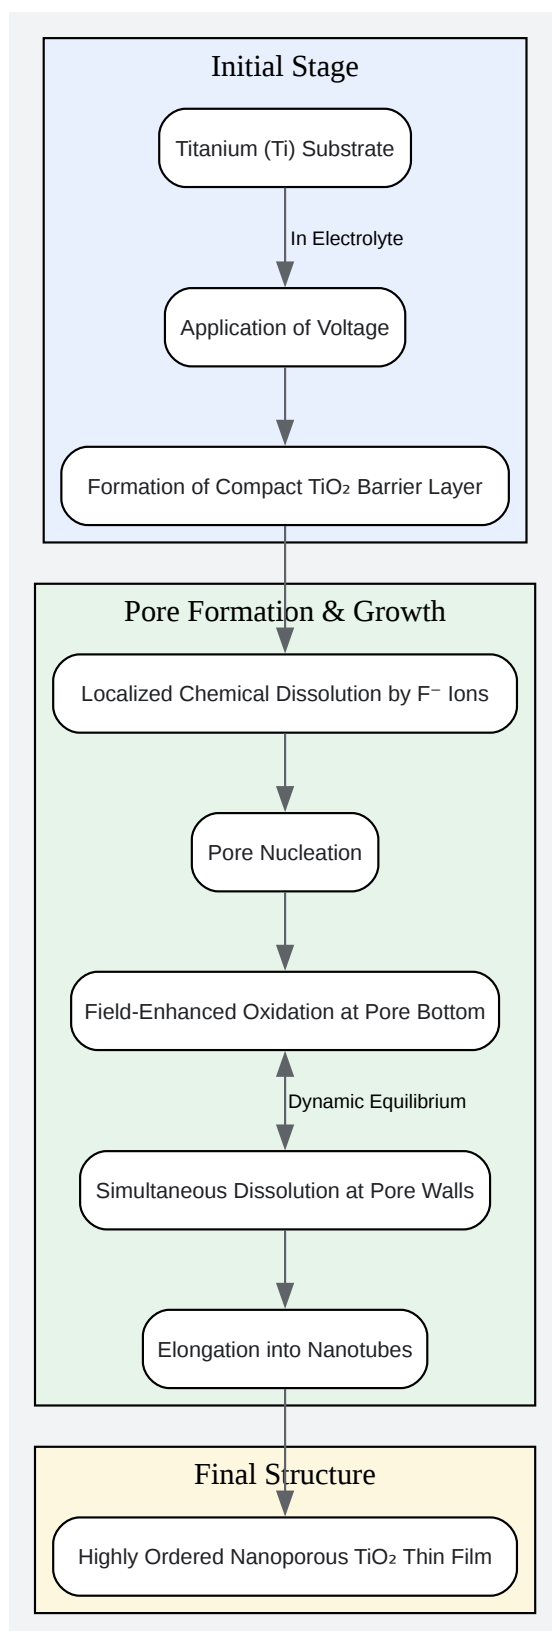 Initial Stage
Titanium (Ti) Substrate
In Electrolyte
Application of Voltage
Formation of Compact TiO₂ Barrier Layer
Pore Formation & Growth
Localized Chemical Dissolution by F⁻ Ions
Pore Nucleation
Field-Enhanced Oxidation at Pore Bottom
Dynamic Equilibrium
Simultaneous Dissolution at Pore Walls
Elongation into Nanotubes
Final Structure
Highly Ordered Nanoporous TiO₂ Thin Film